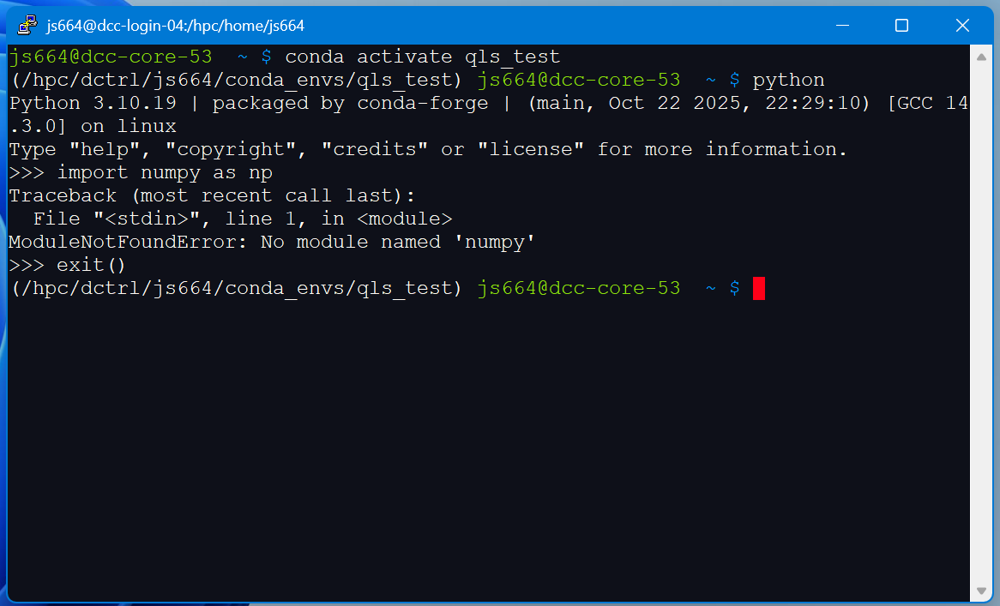 js664@dcc-login-04:/hpc/home/js664
js664@dcc-core-53  ~ $ conda activate qls_test
(/hpc/dctrl/js664/conda_envs/qls_test) js664@dcc-core-53  ~ $ python
Python 3.10.19 | packaged by conda-forge | (main, Oct 22 2025, 22:29:10) [GCC 14
.3.0] on linux
Type "help", "copyright", "credits" or "license" for more information.
>>> import numpy as np
Traceback (most recent call last):
  File "<stdin>", line 1, in <module>
ModuleNotFoundError: No module named 'numpy'
>>> exit()
(/hpc/dctrl/js664/conda_envs/qls_test) js664@dcc-core-53  ~ $